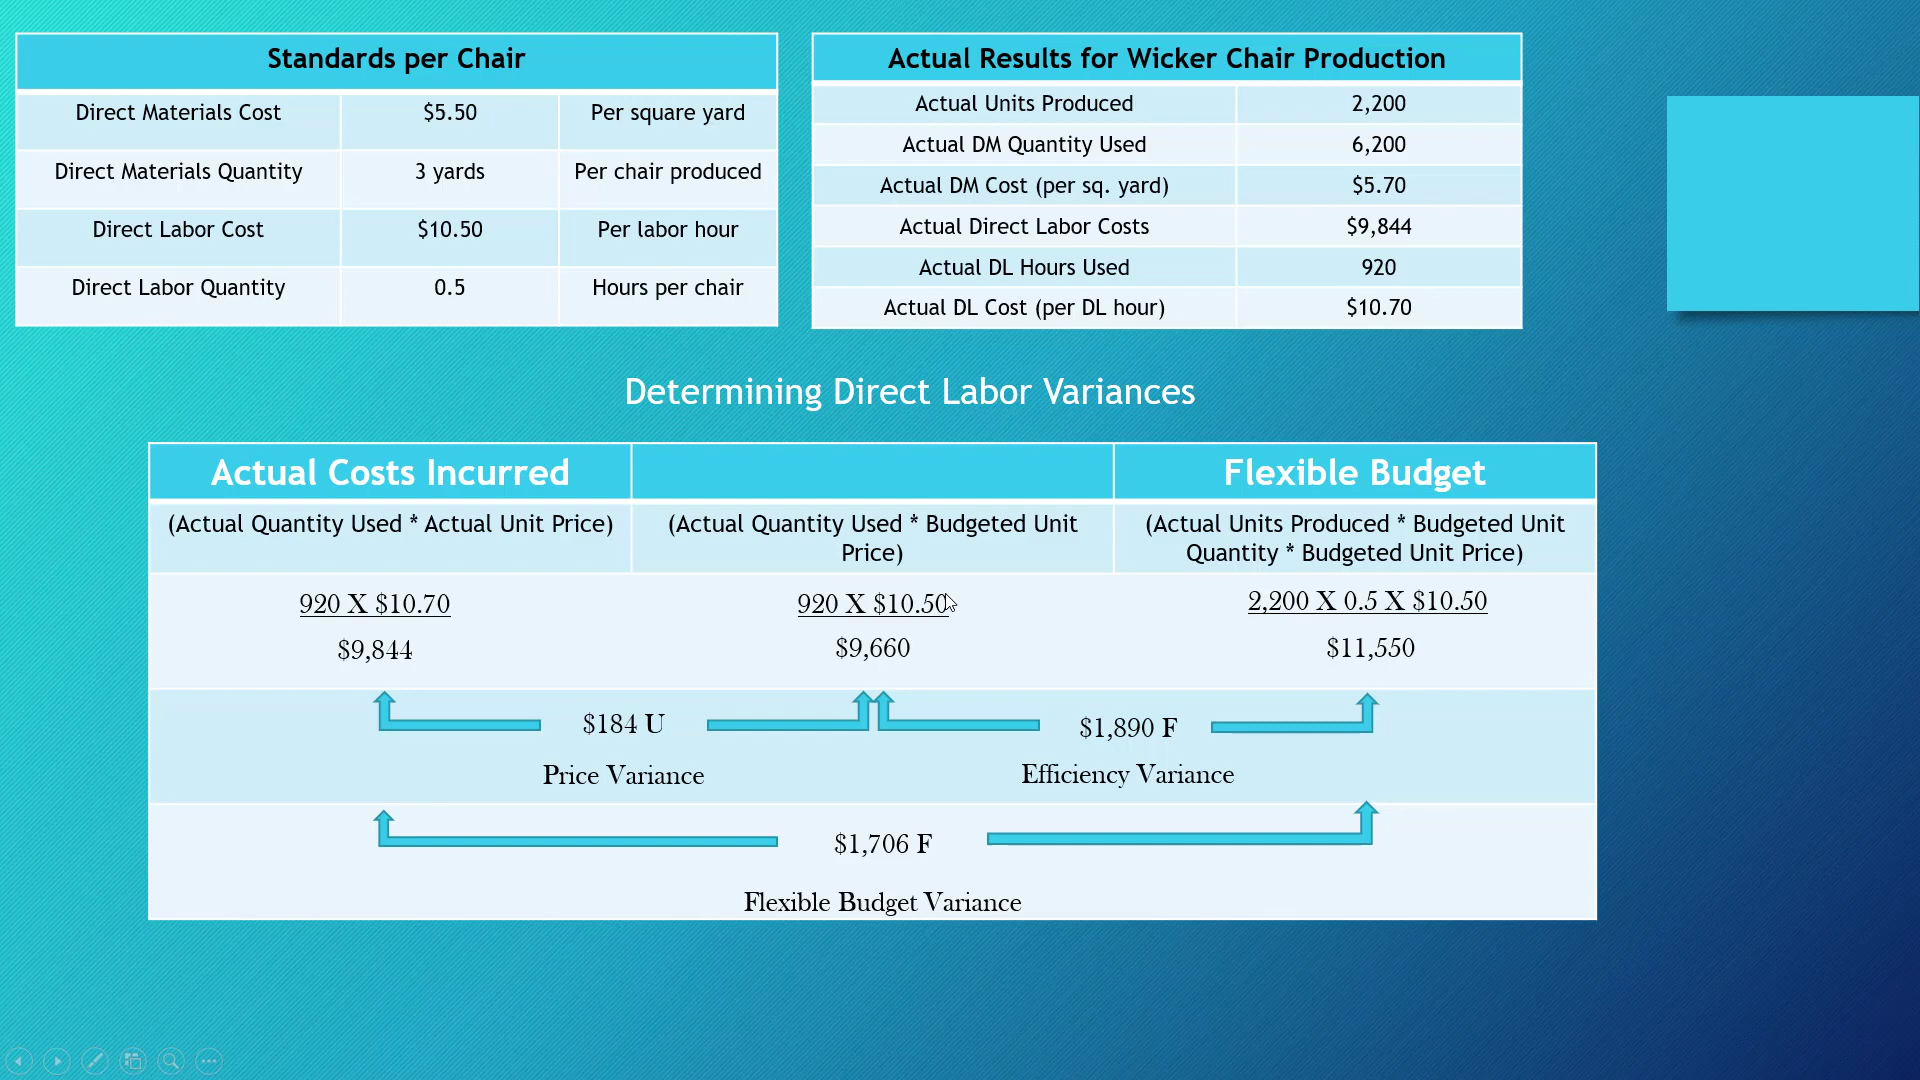 Standards per Chair
Direct Materials Cost $5.50 Per square yard
Direct Materials Quantity 3 yards Per chair produced
Direct Labor Cost $10.50 Per labor hour
Direct Labor Quantity 0.5 Hours per chair
Actual Results for Wicker Chair Production
Actual Units Produced 2,200
Actual DM Quantity Used 6,200
Actual DM Cost (per sq. yard) $5.70
Actual Direct Labor Costs $9,844
Actual DL Hours Used 920
Actual DL Cost (per DL hour) $10.70
Determining Direct Labor Variances
Actual Costs Incurred Flexible Budget
(Actual Quantity Used * Actual Unit Price)
(Actual Quantity Used * Budgeted Unit
Price)
(Actual Units Produced * Budgeted Unit
Quantity * Budgeted Unit Price)
920 X $10.70 920 X $10.50 2,200 X 0.5 X $10.50
$9,844 $9,660 $11,550
$184 U $1,890 F
Price Variance Efficiency Variance
$1,706 F
Flexible Budget Variance